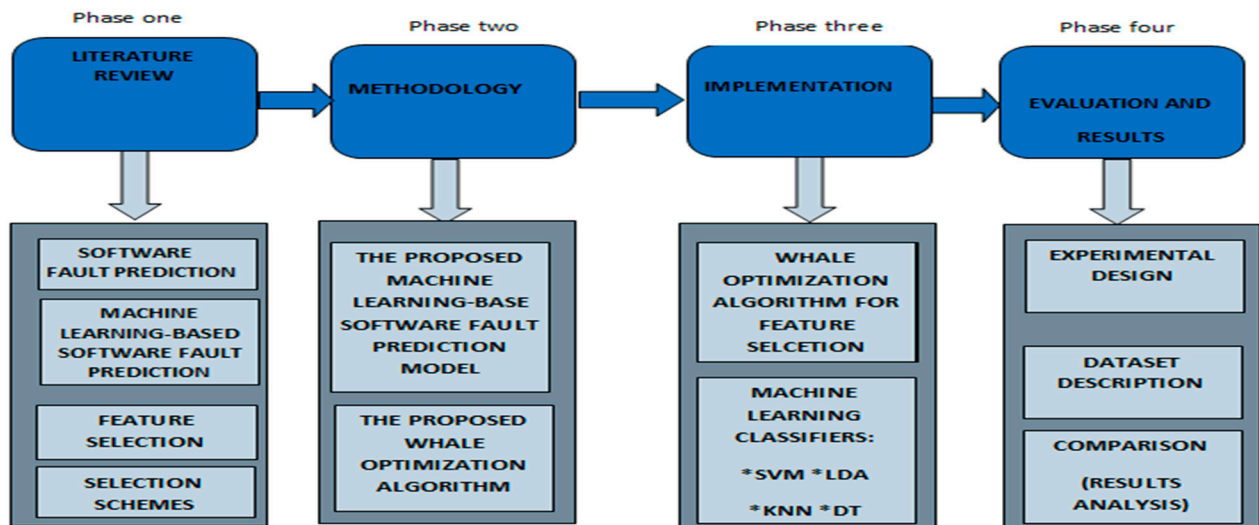 Phase one
LITERATURE
REVIEW
SOFTWARE
FAULT PREDICTION
MACHINE
LEARNING-BASED
SOFTWARE FAULT
PREDICTION
FEATURE
SELECTION
SELECTION
SCHEMES
Phase two
METHODOLOGY
THE PROPOSED
MACHINE
LEARNING-BASE
SOFTWARE FAULT
PREDICTION
MODEL
THE PROPOSED
WHALE
OPTIMIZATION
ALGORITHM
Phase three
IMPLEMENTATION
WHALE
OPTIMIZATION
ALGORITHM FOR
FEATURE
SELCETION
MACHINE
LEARNING
CLASSIFIERS:
*SVM *LDA
*KNN *DT
Phase four
EVALUATION AND
RESULTS
EXPERIMENTAL
DESIGN
DATASET
DESCRIPTION
COMPARISON
(RESULTS
ANALYSIS)